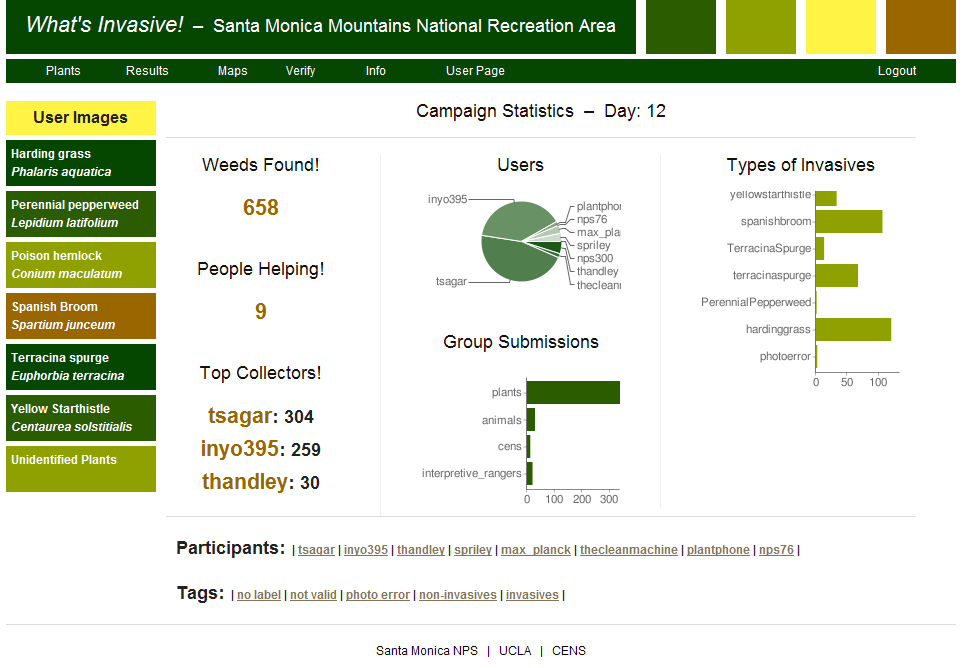 What's Invasive! – Santa Monica Mountains National Recreation Area
Plants Results Maps Verify Info User Page Logout
User Images
Harding grass
Phalaris aquatica
Perennial pepperweed
Lepidium latifolium
Poison hemlock
Conium maculatum
Spanish Broom
Spartium junceum
Terracina spurge
Euphorbia terracina
Yellow Starthistle
Centaurea solstitialis
Unidentified Plants
Campaign Statistics – Day: 12
Weeds Found!
658
People Helping!
9
Top Collectors!
tsagar: 304
inyo395: 259
thandley: 30
Users
inyo395
tsagar
plantphor
nps76
max_pla
spriley
nps300
thandley
thecleanr
Group Submissions
plants
animals
cens
interpretive_rangers
0 100 200 300
Types of Invasives
yellowstarthistle
spanishbroom
TerracinaSpurge
terracinaspurge
PerennialPepperweed
hardinggrass
photoerror
0 50 100
Participants: | tsagar | inyo395 | thandley | spriley | max_planck | thecleanmachine | plantphone | nps76 |
Tags: | no label | not valid | photo error | non-invasives | invasives |
Santa Monica NPS | UCLA | CENS